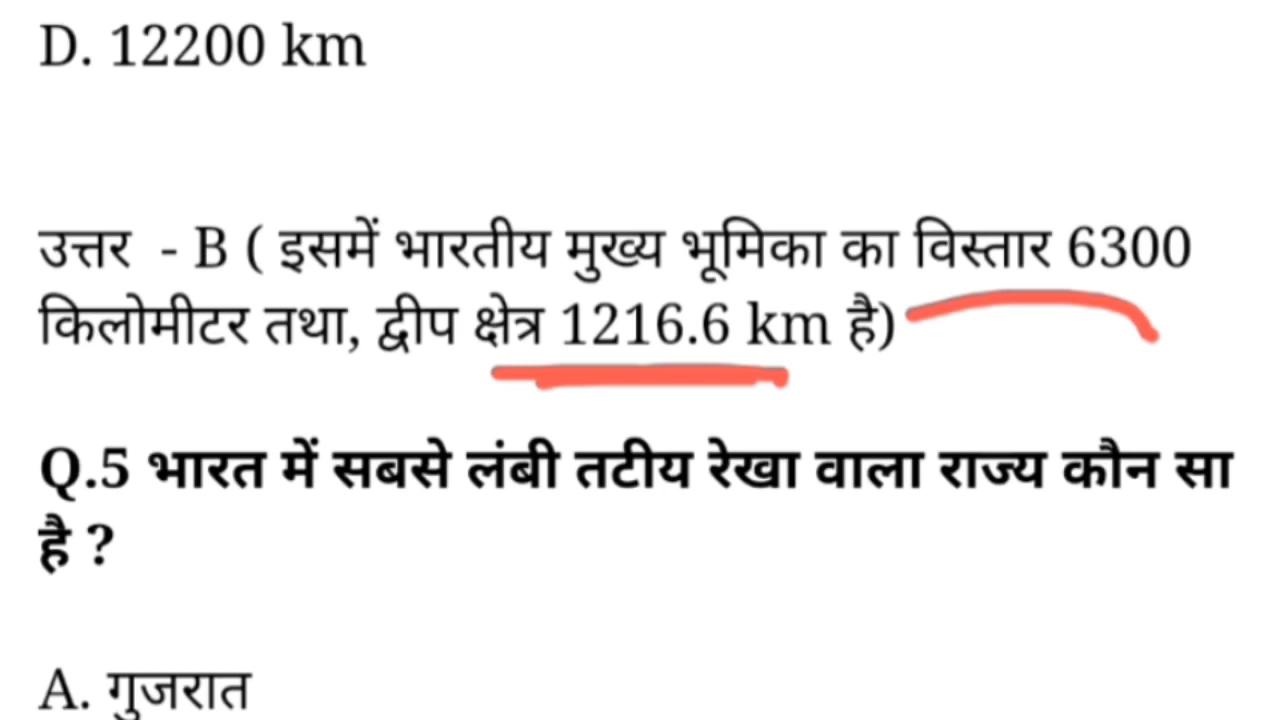 D. 12200 km
उत्तर - B ( इसमें भारतीय मुख्य भूमिका का विस्तार 6300
किलोमीटर तथा, द्वीप क्षेत्र 1216.6 km है)
Q.5 भारत में सबसे लंबी तटीय रेखा वाला राज्य कौन सा
है ?
A. गुजरात